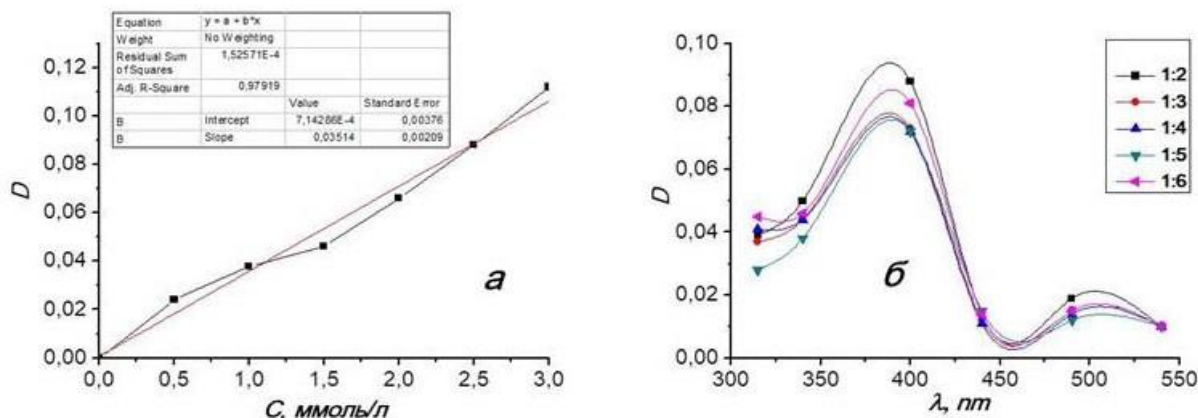 Equation y = a + b*x
Weight No Weighting
Residual Sum of Squares 1,52571E-4
Adj. R-Square 0,97919
Value Standard Error
B Intercept 7,14286E-4 0,00376
B Slope 0,03514 0,00209
0,12
0,10
0,08
0,06
0,04
0,02
0,00
D
а
0,0 0,5 1,0 1,5 2,0 2,5 3,0
C, ммоль/л
0,10
0,08
0,06
0,04
0,02
0,00
D
1:2
1:3
1:4
1:5
1:6
б
300 350 400 450 500 550
λ, nm